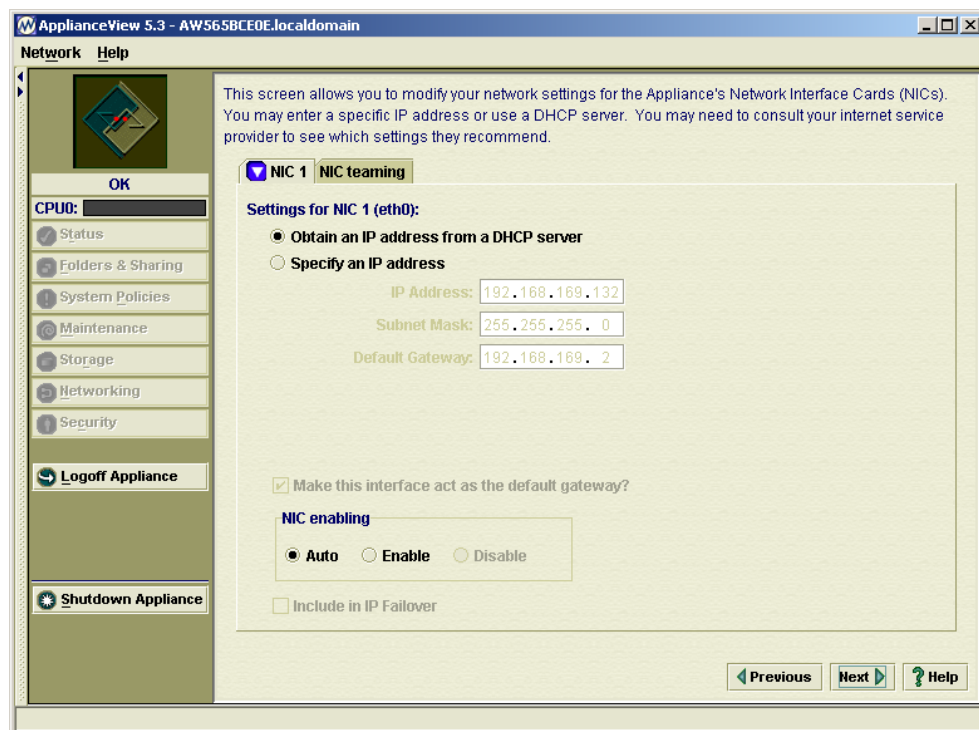 ApplianceView 5.3 - AW565BCE0E.localdomain
Network Help
This screen allows you to modify your network settings for the Appliance's Network Interface Cards (NICs).
You may enter a specific IP address or use a DHCP server. You may need to consult your internet service
provider to see which settings they recommend.
OK
CPU0:
Status
Folders & Sharing
System Policies
Maintenance
Storage
Networking
Security
Logoff Appliance
Shutdown Appliance
NIC 1 NIC teaming
Settings for NIC 1 (eth0):
Obtain an IP address from a DHCP server
Specify an IP address
IP Address: 192.168.169.132
Subnet Mask: 255.255.255. 0
Default Gateway: 192.168.169. 2
Make this interface act as the default gateway?
NIC enabling
Auto Enable Disable
Include in IP Failover
Previous Next Help